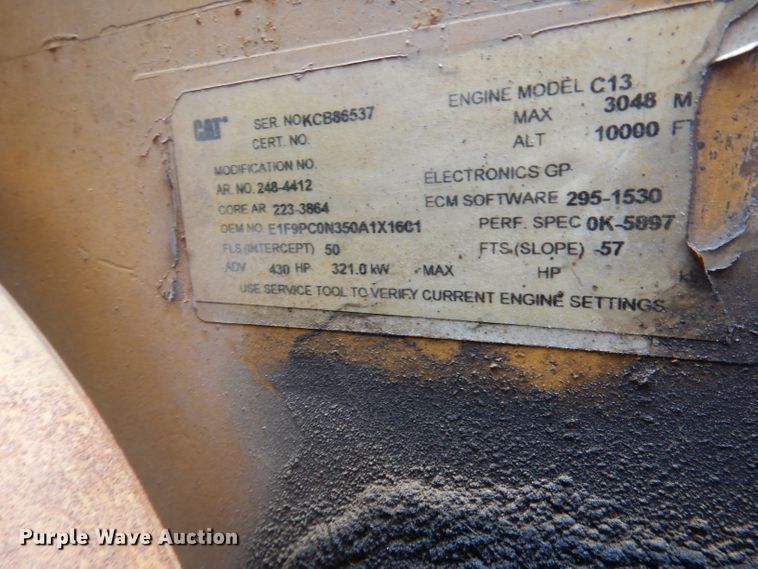 CAT
SER. NO KCB86537
CERT. NO.
MODIFICATION NO.
AR. NO. 248-4412
CORE AR 223-3864
OEM NO E1F9PC0N350A1X16C1
FLS (INTERCEPT) 50
ADV 430 HP 321.0 kW MAX HP
USE SERVICE TOOL TO VERIFY CURRENT ENGINE SETTINGS
ENGINE MODEL C13
MAX 3048 M
ALT 10000 FT
ELECTRONICS GP
ECM SOFTWARE 295-1530
PERF. SPEC 0K-5897
FTS (SLOPE) -57
Purple Wave Auction